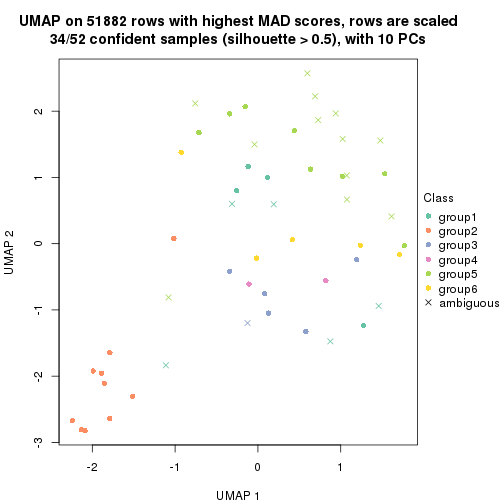 UMAP on 51882 rows with highest MAD scores, rows are scaled
34/52 confident samples (silhouette > 0.5), with 10 PCs
UMAP 2
2
1
0
-1
-2
-3
-2
-1
0
1
UMAP 1
Class
group1
group2
group3
group4
group5
group6
ambiguous